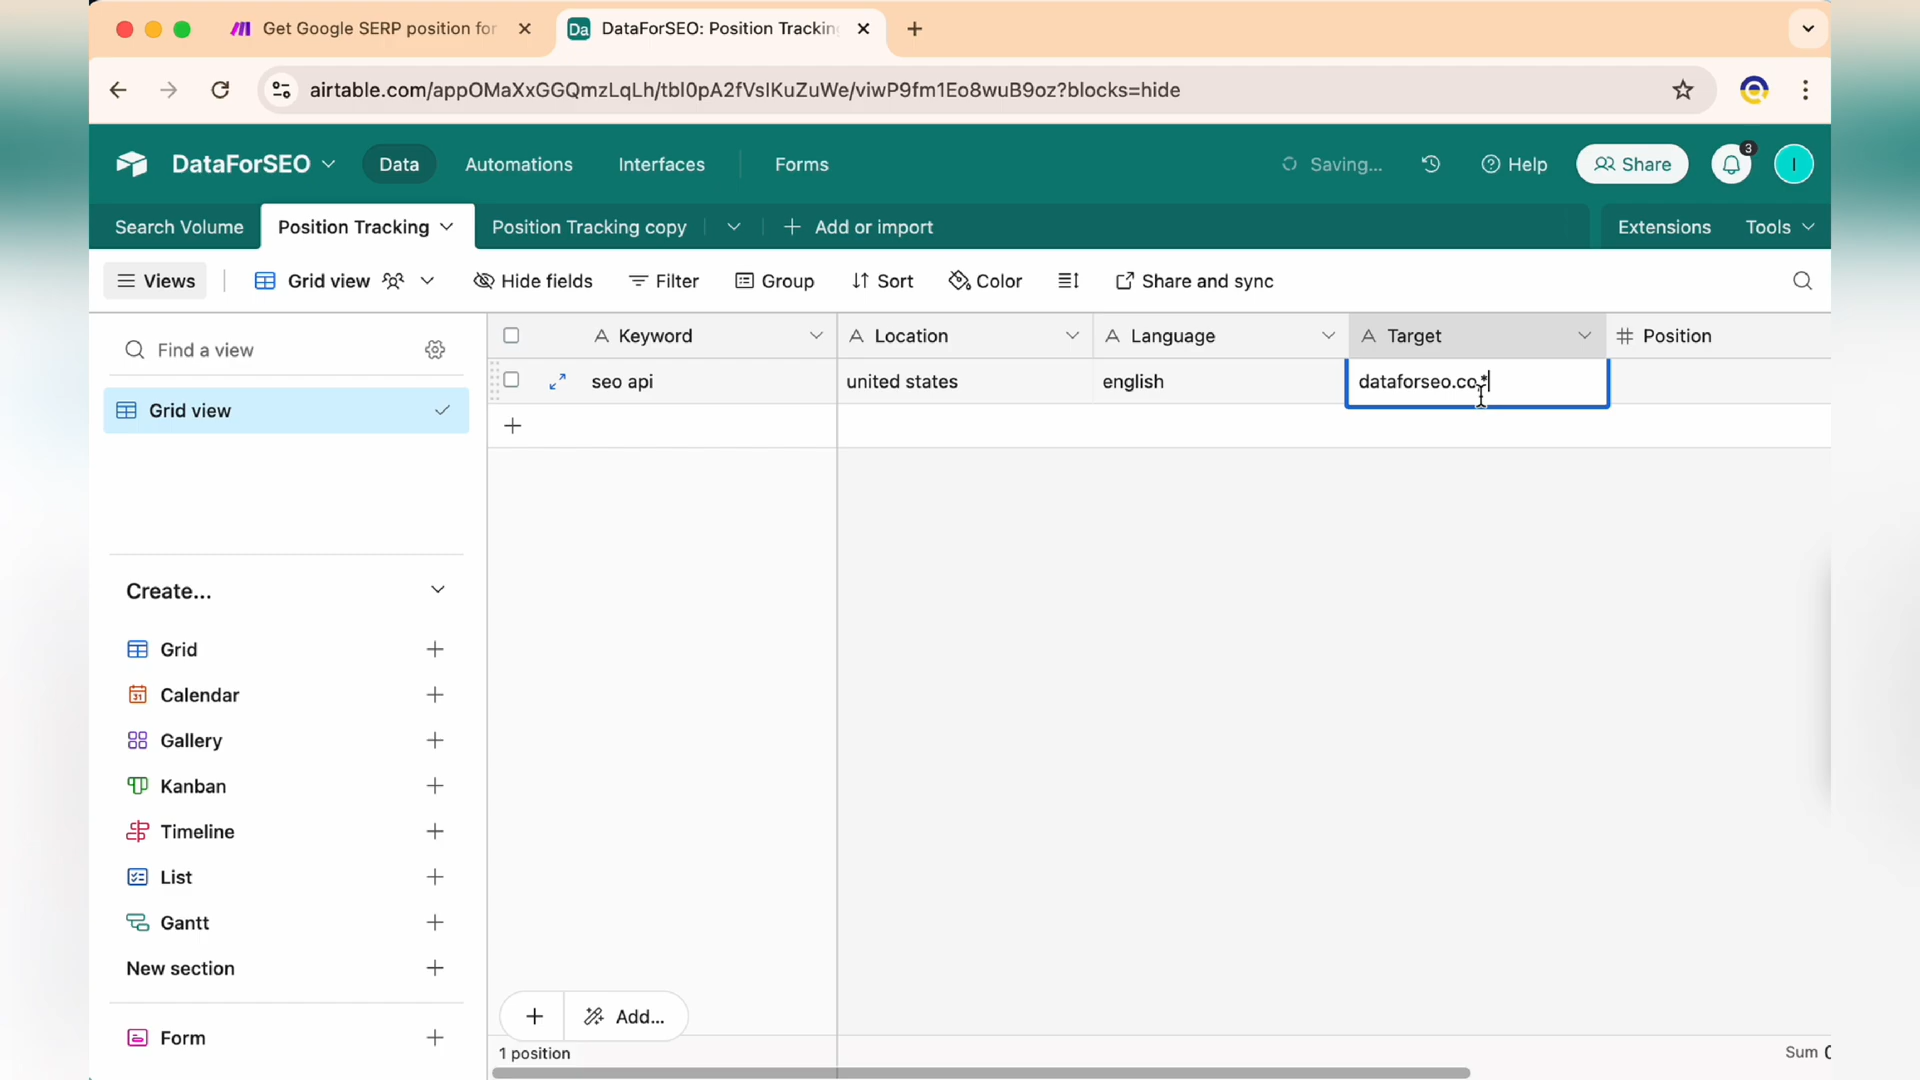 Get Google SERP position for
Da DataForSEO: Position Trackin
airtable.com/appOMaXxGGQmzLqLh/tbl0pA2fVsIKuZuWe/viwP9fm1Eo8wuB9oz?blocks=hide
DataForSEO Data Automations Interfaces Forms Saving... Help Share 3 I
Search Volume Position Tracking Position Tracking copy Add or import Extensions Tools
Views Grid view Hide fields Filter Group Sort Color Share and sync
Find a view
Grid view
Create...
Grid
Calendar
Gallery
Kanban
Timeline
List
Gantt
New section
Form
Keyword Location Language Target Position
seo api united states english dataforseo.co*
Add...
1 position Sum